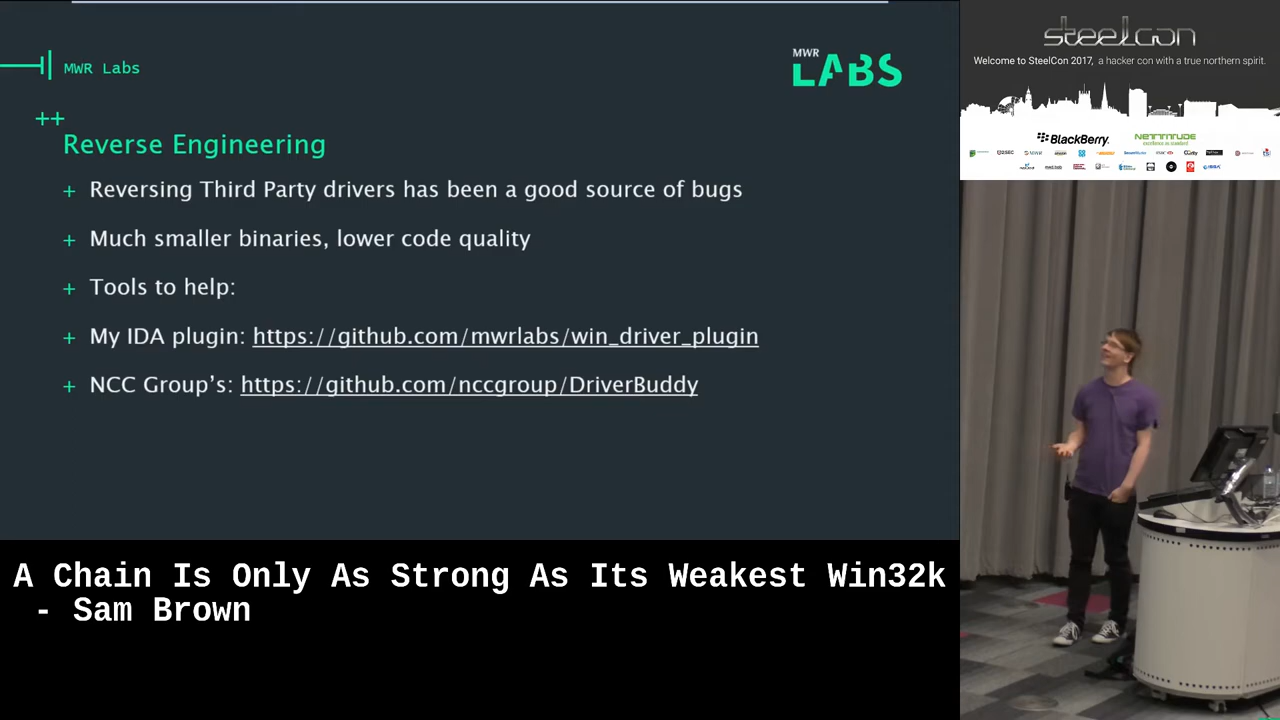 MWR Labs
MWR
LABS
++
Reverse Engineering
+ Reversing Third Party drivers has been a good source of bugs
+ Much smaller binaries, lower code quality
+ Tools to help:
+ My IDA plugin: https://github.com/mwrlabs/win_driver_plugin
+ NCC Group's: https://github.com/nccgroup/DriverBuddy
A Chain Is Only As Strong As Its Weakest Win32k
- Sam Brown
steelcon
Welcome to SteelCon 2017, a hacker con with a true northern spirit.
BlackBerry
NETTITUDE